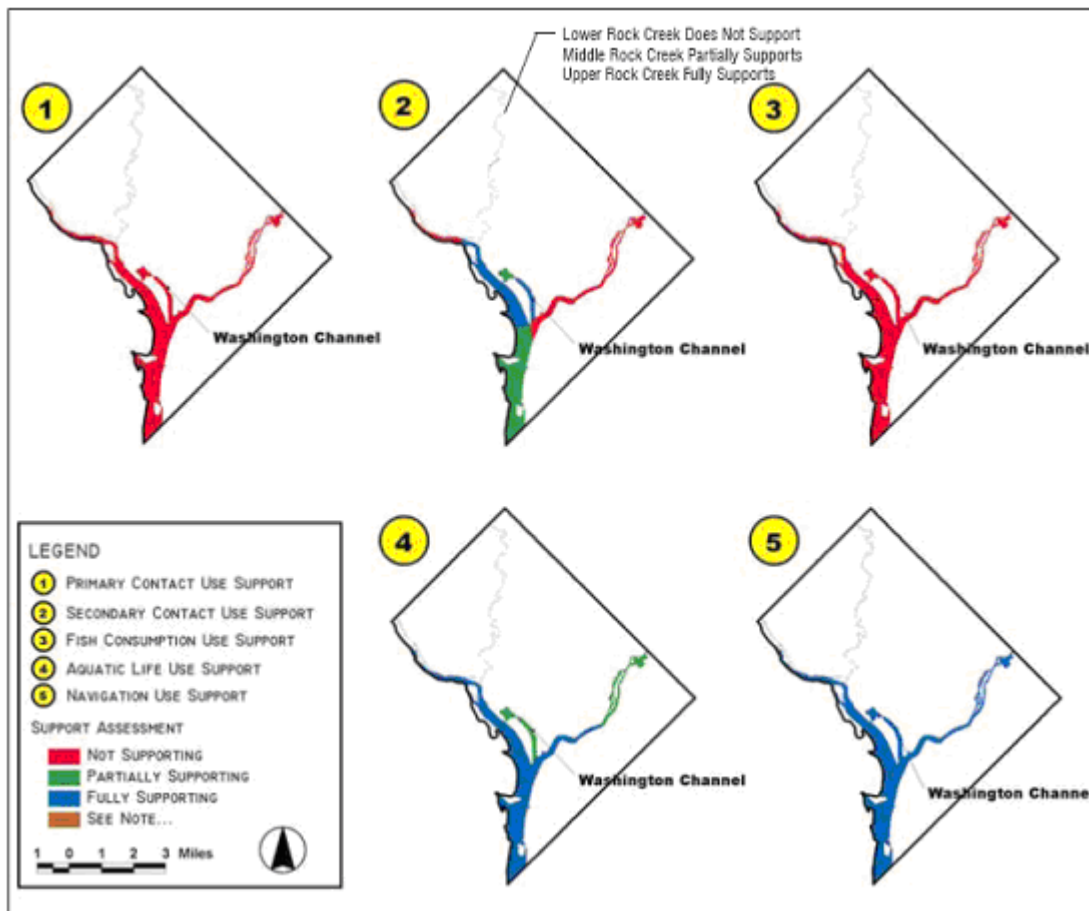 Lower Rock Creek Does Not Support
Middle Rock Creek Partially Supports
Upper Rock Creek Fully Supports
1
2
3
Washington Channel
Washington Channel
Washington Channel
4
5
Washington Channel
Washington Channel
LEGEND
1 PRIMARY CONTACT USE SUPPORT
2 SECONDARY CONTACT USE SUPPORT
3 FISH CONSUMPTION USE SUPPORT
4 AQUATIC LIFE USE SUPPORT
5 NAVIGATION USE SUPPORT
SUPPORT ASSESSMENT
NOT SUPPORTING
PARTIALLY SUPPORTING
FULLY SUPPORTING
SEE NOTE...
1 0 1 2 3 Miles